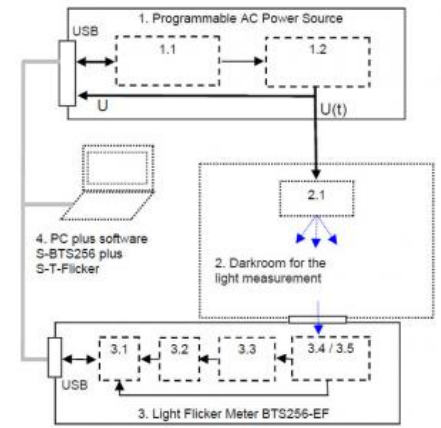 1. Programmable AC Power Source
USB
1.1
1.2
U
U(t)
2.1
4. PC plus software
S-BTS256 plus
S-T-Flicker
2. Darkroom for the
light measurement
3.1
3.2
3.3
3.4 / 3.5
USB
3. Light Flicker Meter BTS256-EF